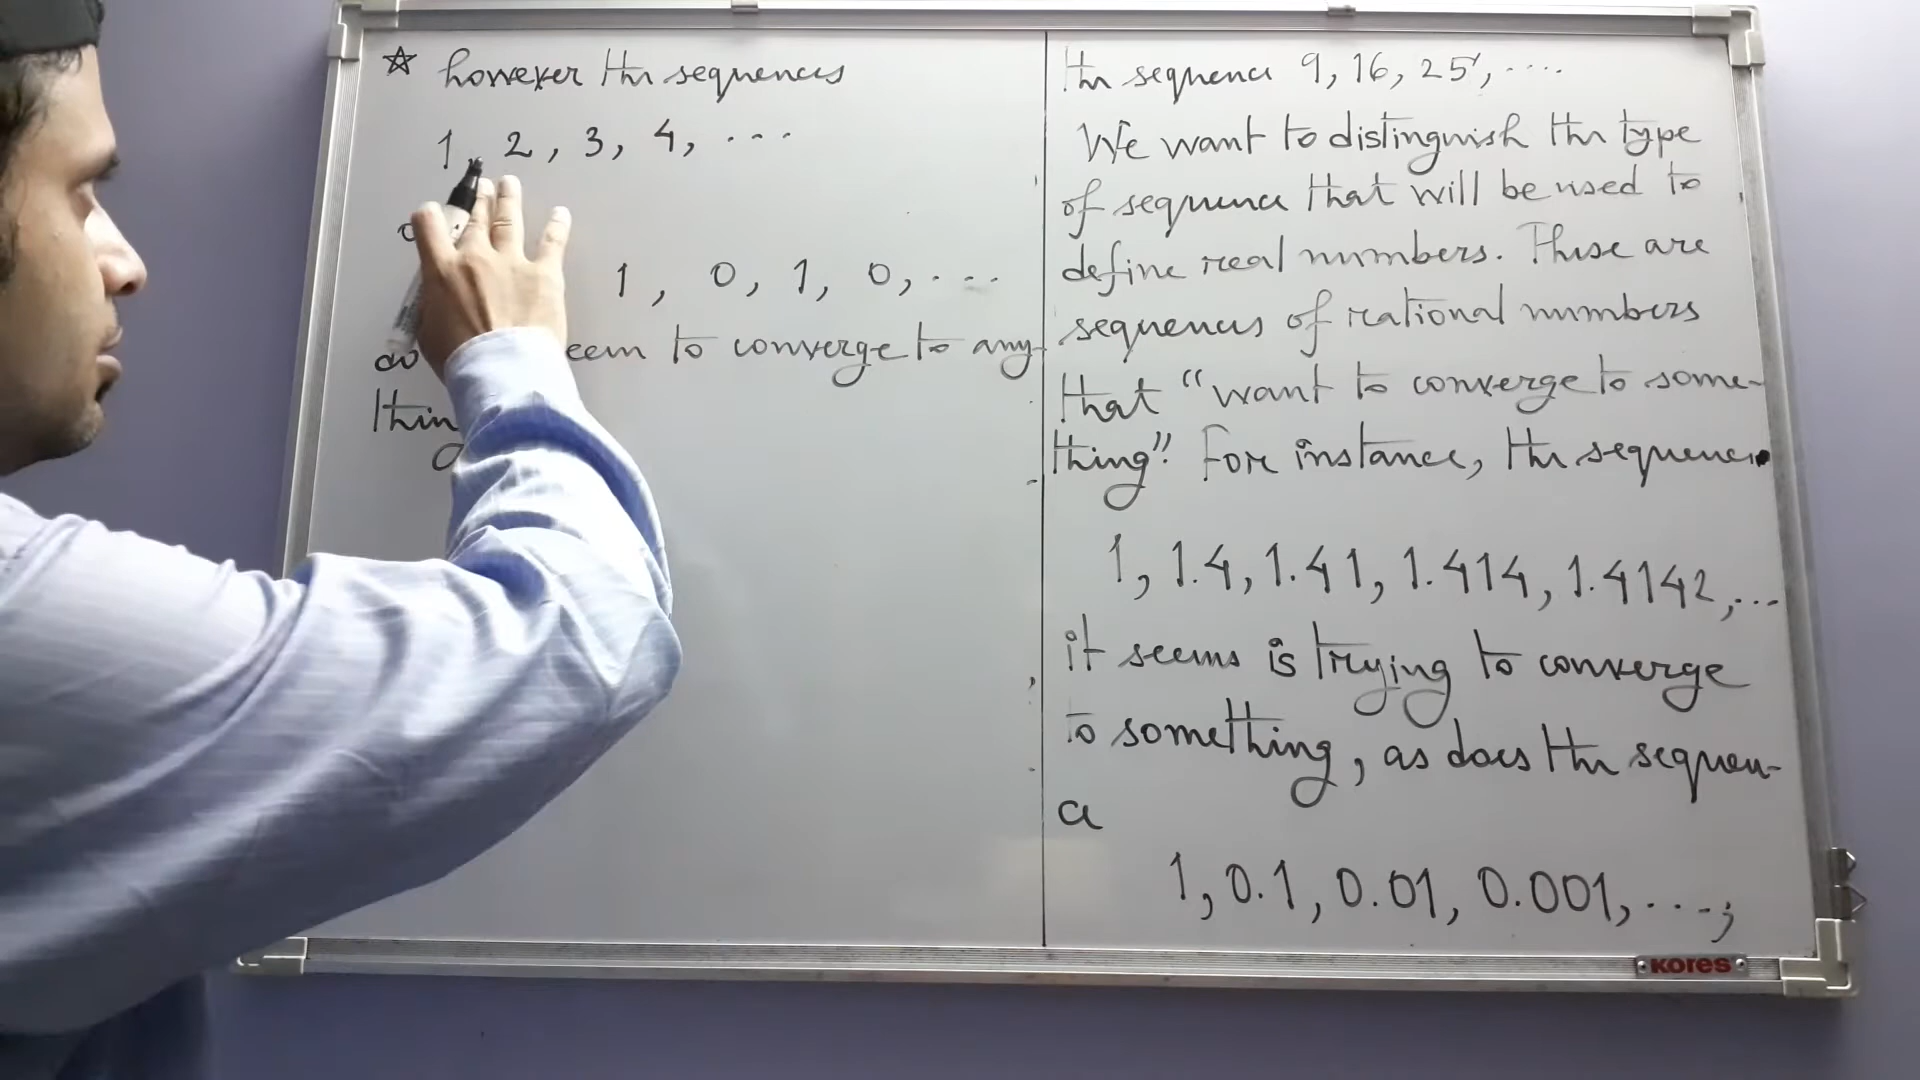 ☆ however the sequences
1, 2, 3, 4, ...
1, 0, 1, 0, ...
to converge to any-
thing
the sequence 9, 16, 25, ....
We want to distinguish the type
of sequence that will be used to
define real numbers. These are
sequences of rational numbers
that "want to converge to some-
thing". For instance, the sequence
1, 1.4, 1.41, 1.414, 1.4142, ...
it seems is trying to converge
to something, as does the sequen-
ce
1, 0.1, 0.01, 0.001, ....;
KORES